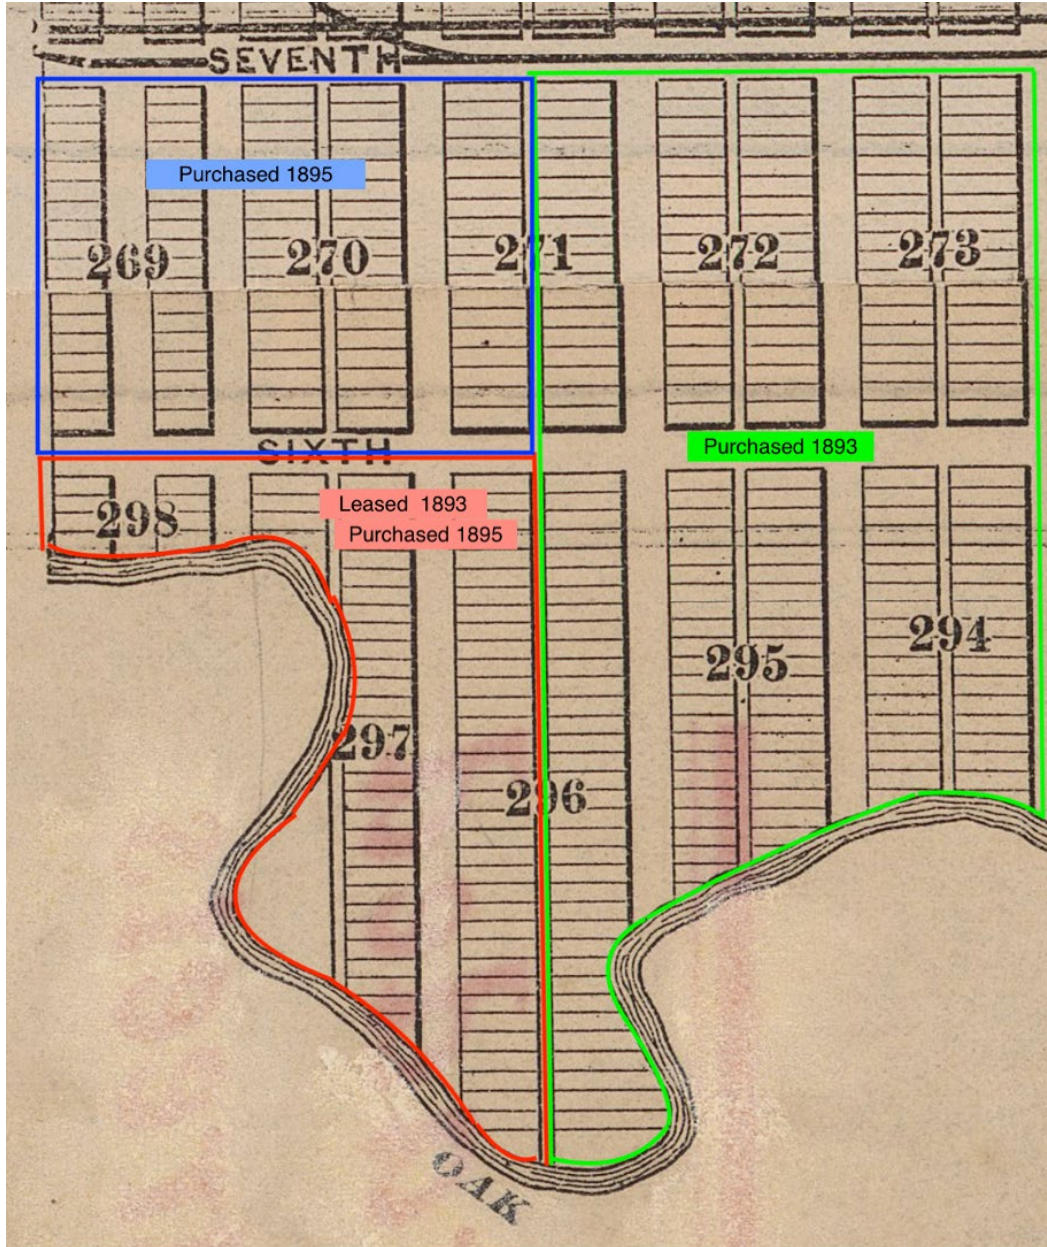 SEVENTH
Purchased 1895
269 270 271 272 273
SIXTH
Purchased 1893
Leased 1893
298
Purchased 1895
294
295
297
296
OAK